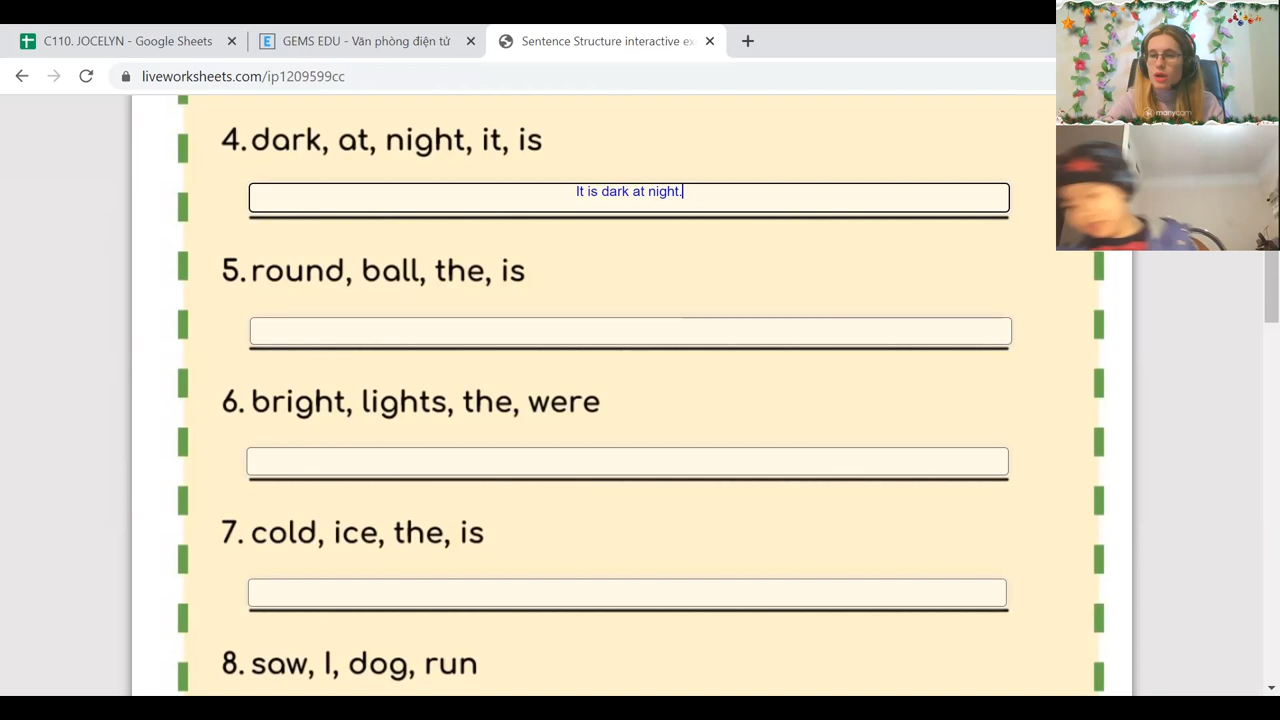 C110. JOCELYN - Google Sheets
GEMS EDU - Văn phòng điện tử
Sentence Structure interactive ex
liveworksheets.com/ip1209599cc
4. dark, at, night, it, is
It is dark at night.
5. round, ball, the, is
6. bright, lights, the, were
7. cold, ice, the, is
8. saw, I, dog, run
manycam